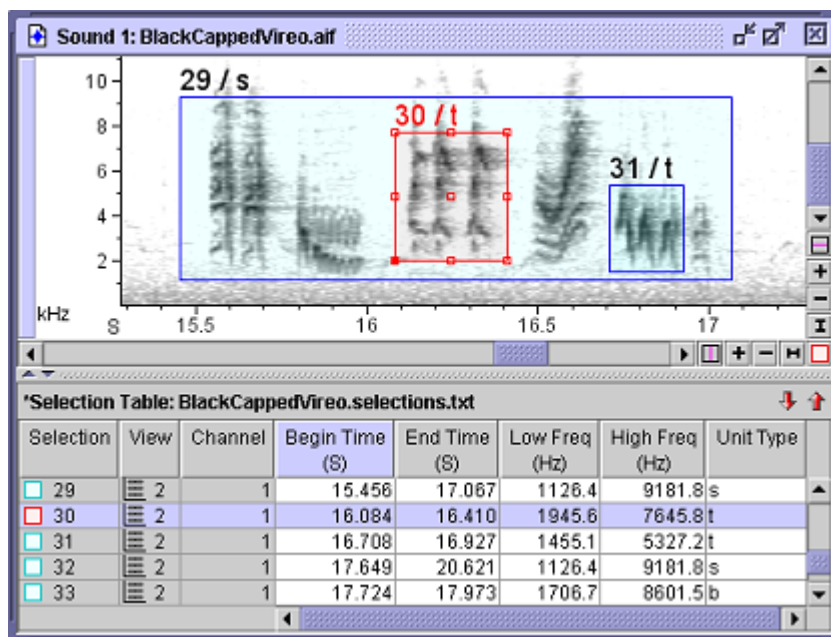 Sound 1: BlackCappedVireo.aif
29 / s
10
8
30 / t
6
31 / t
4
2
kHz
S 15.5 16 16.5 17
*Selection Table: BlackCappedVireo.selections.txt
Selection View Channel Begin Time (S) End Time (S) Low Freq (Hz) High Freq (Hz) Unit Type
29 2 1 15.456 17.067 1126.4 9181.8 s
30 2 1 16.084 16.410 1945.6 7645.8 t
31 2 1 16.708 16.927 1455.1 5327.2 t
32 2 1 17.649 20.621 1126.4 9181.8 s
33 2 1 17.724 17.973 1706.7 8601.5 b